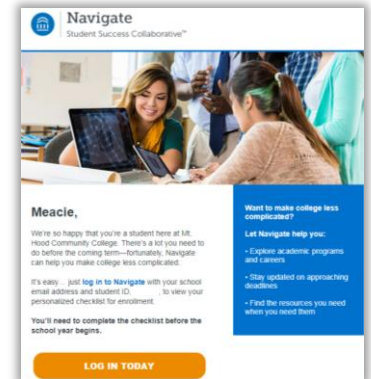 Navigate
Student Success Collaborative™
Meacie,
We're so happy that you're a student here at Mt.
Hood Community College. There's a lot you need to
do before the coming term—fortunately, Navigate
can help you make college less complicated.
It's easy… just log in to Navigate with your school
email address and student ID, , to view your
personalized checklist for enrollment.
You'll need to complete the checklist before the
school year begins.
LOG IN TODAY
Want to make college less
complicated?
Let Navigate help you:
• Explore academic programs
and careers
• Stay updated on approaching
deadlines
• Find the resources you need
when you need them